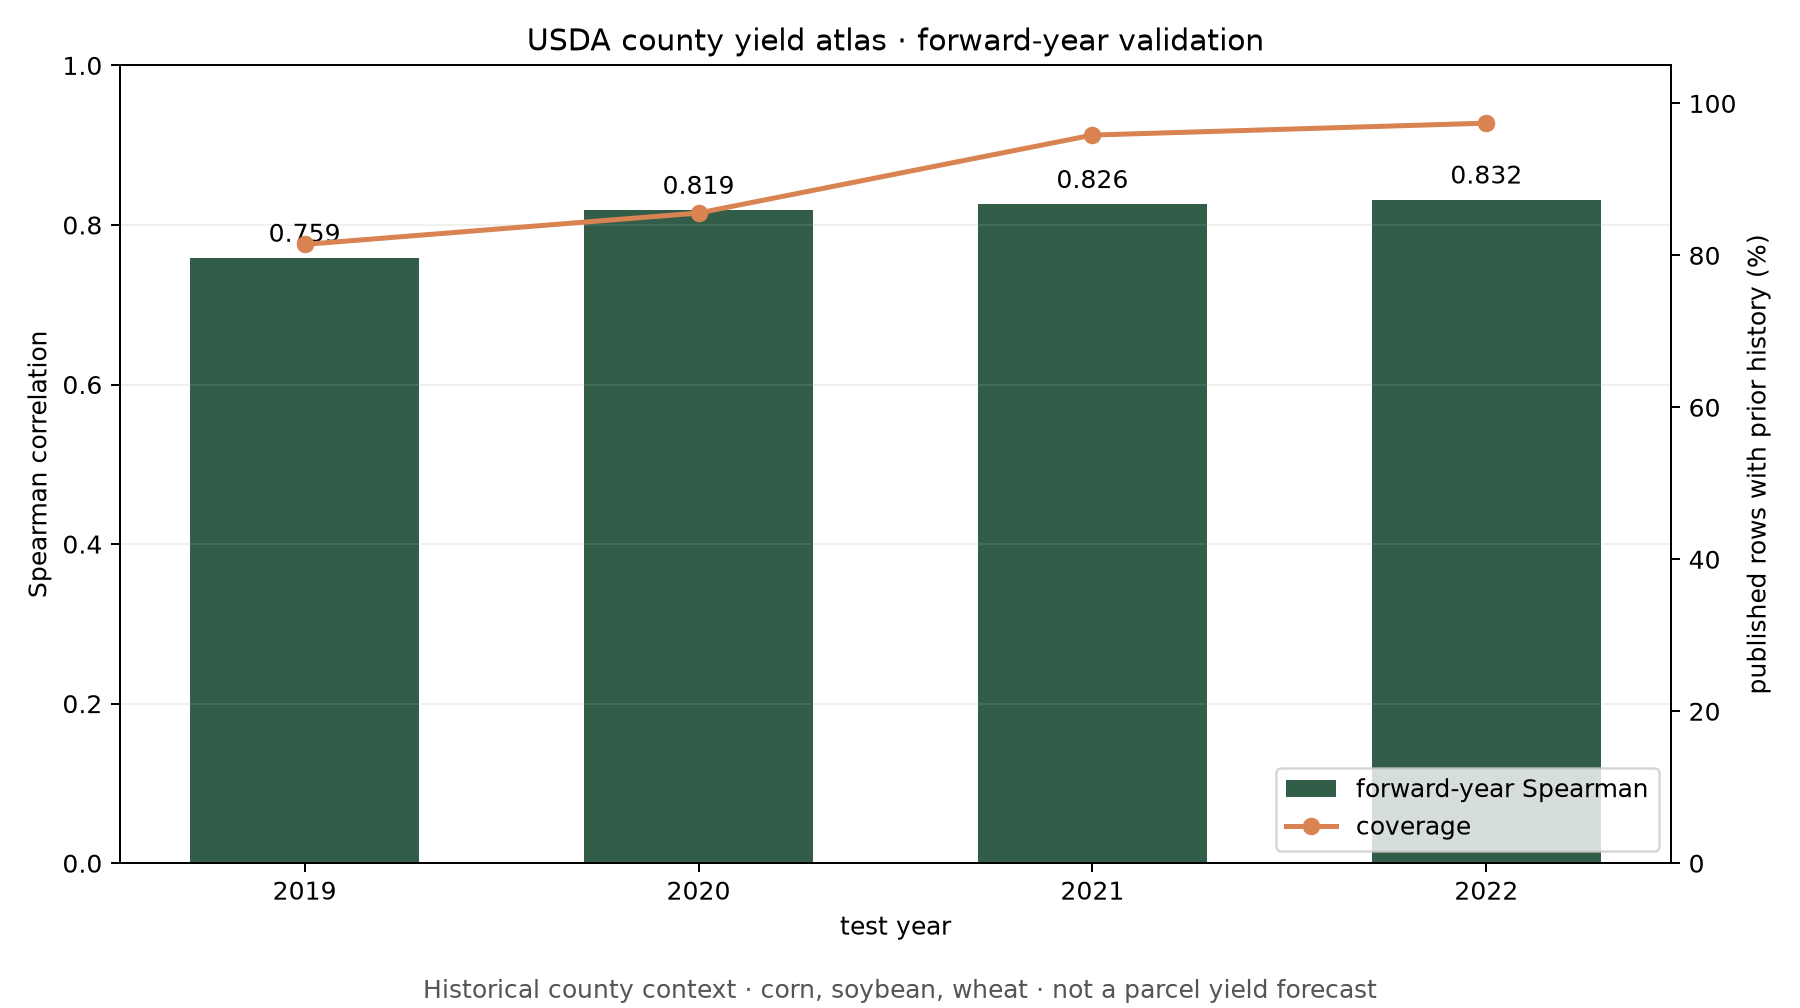 USDA county yield atlas · forward-year validation
1.0
0.8
0.6
0.4
0.2
0.0
Spearman correlation
100
80
60
40
20
0
published rows with prior history (%)
0.759
0.819
0.826
0.832
forward-year Spearman
coverage
2019 2020 2021 2022
test year
Historical county context · corn, soybean, wheat · not a parcel yield forecast